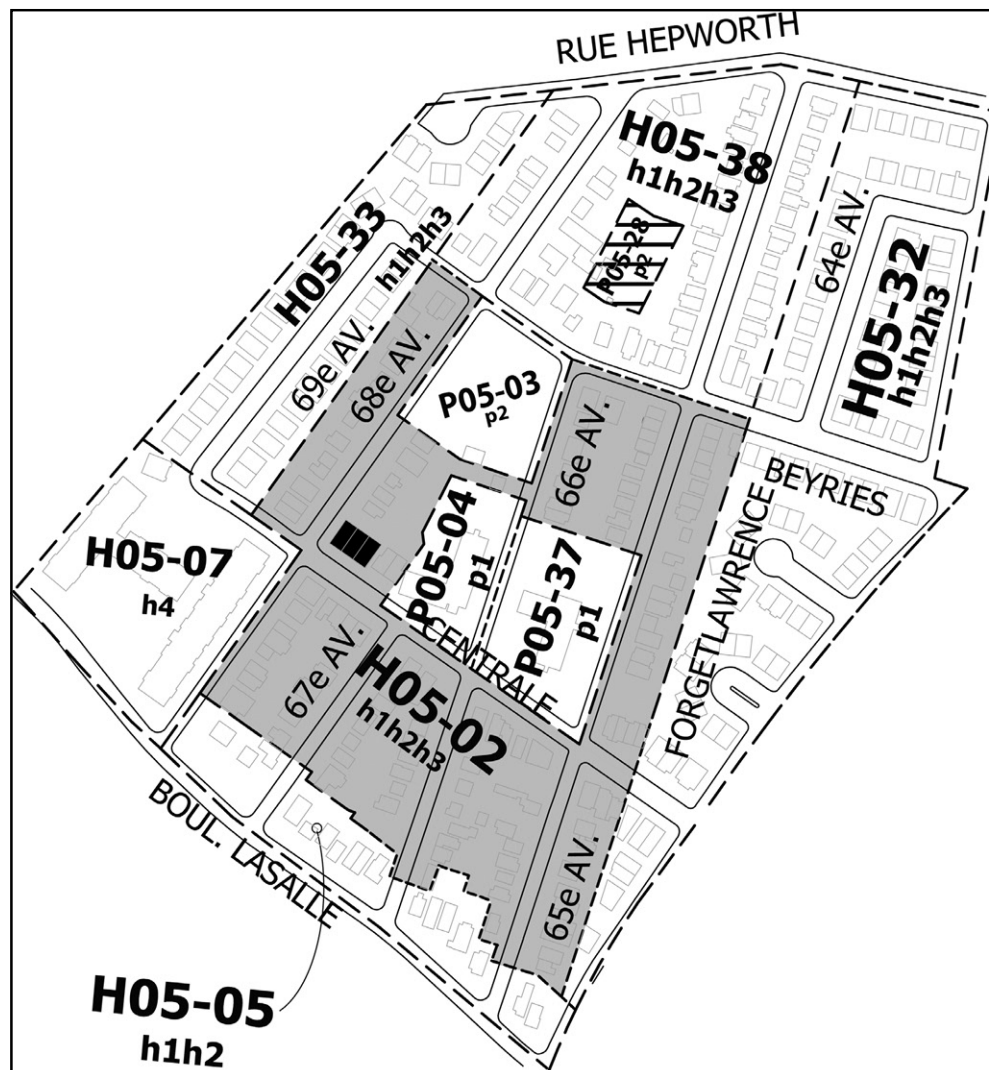 RUE HEPWORTH
H05-38
h1h2h3
P05-28
p2
H05-33
h1h2h3
64e AV.
H05-32
h1h2h3
69e AV.
68e AV.
P05-03
p2
66e AV.
BEYRIES
H05-07
h4
P05-04
p1
P05-37
p1
FORGETLAWRENCE
CENTRALE
67e AV.
H05-02
h1h2h3
BOUL. LASALLE
65e AV.
H05-05
h1h2